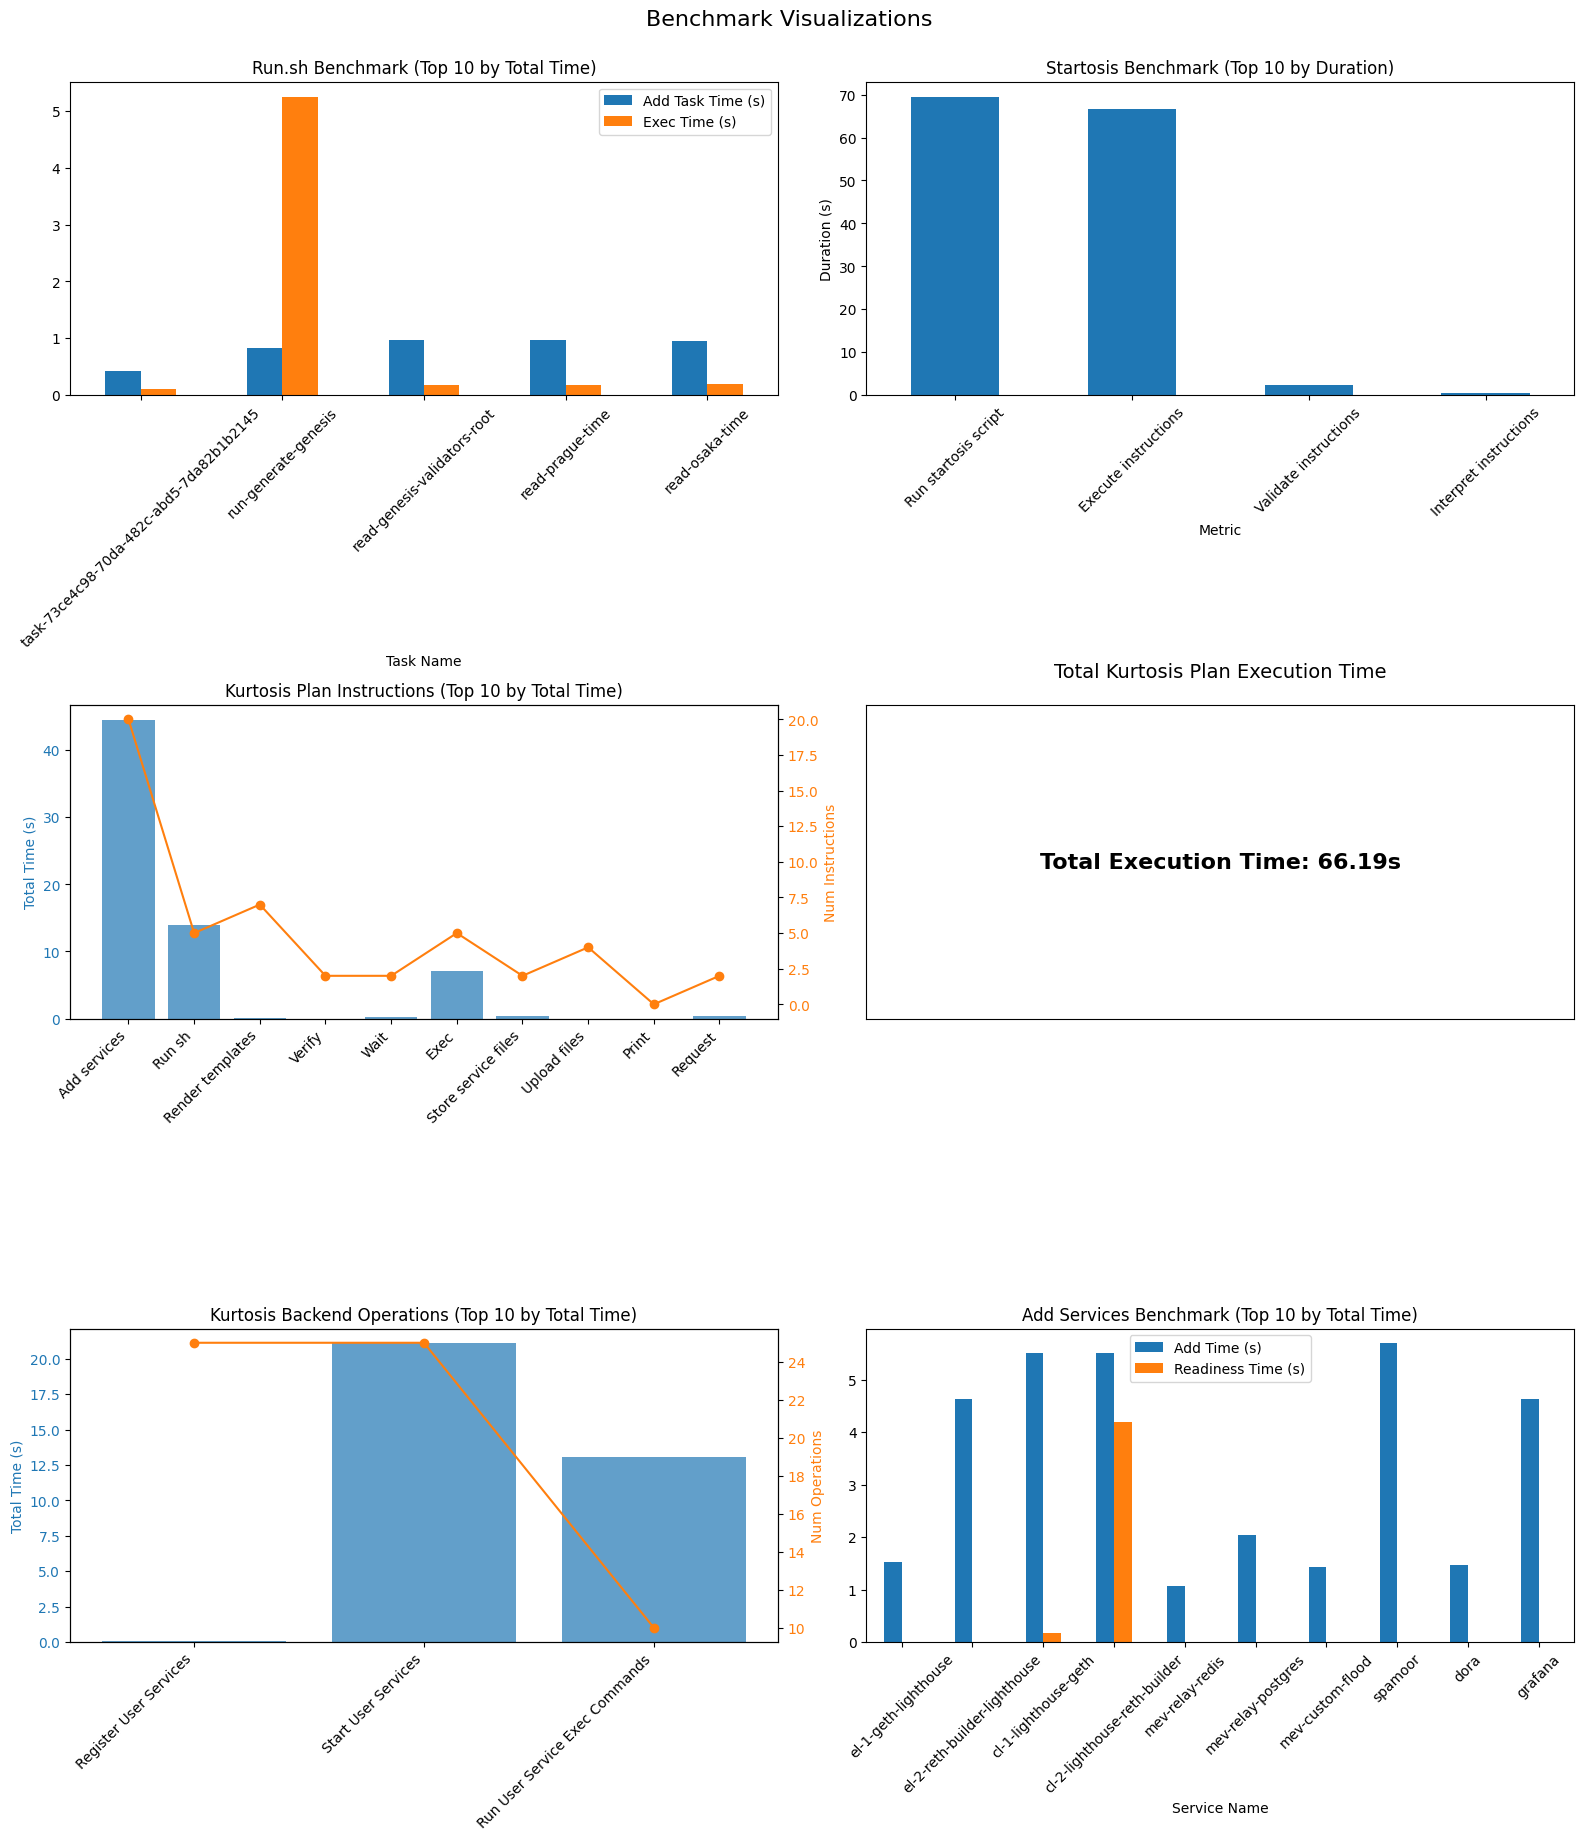 Benchmark Visualizations
Run.sh Benchmark (Top 10 by Total Time)
Add Task Time (s)
Exec Time (s)
5
4
3
2
1
0
task-73ce4c98-70da-482c-abd5-7da82b1b2145
run-generate-genesis
read-genesis-validators-root
read-prague-time
read-osaka-time
Task Name
Startosis Benchmark (Top 10 by Duration)
Duration (s)
70
60
50
40
30
20
10
0
Run startosis script
Execute instructions
Validate instructions
Interpret instructions
Metric
Kurtosis Plan Instructions (Top 10 by Total Time)
Total Time (s)
40
30
20
10
0
20.0
17.5
15.0
12.5
10.0
7.5
5.0
2.5
0.0
Num Instructions
Add services
Run sh
Render templates
Verify
Wait
Exec
Store service files
Upload files
Print
Request
Total Kurtosis Plan Execution Time
Total Execution Time: 66.19s
Kurtosis Backend Operations (Top 10 by Total Time)
Total Time (s)
20.0
17.5
15.0
12.5
10.0
7.5
5.0
2.5
0.0
24
22
20
18
16
14
12
10
Num Operations
Register User Services
Start User Services
Run User Service Exec Commands
Add Services Benchmark (Top 10 by Total Time)
Add Time (s)
Readiness Time (s)
5
4
3
2
1
0
el-1-geth-lighthouse
el-2-reth-builder-lighthouse
cl-1-lighthouse-geth
cl-2-lighthouse-reth-builder
mev-relay-redis
mev-relay-postgres
mev-custom-flood
spamoor
dora
grafana
Service Name